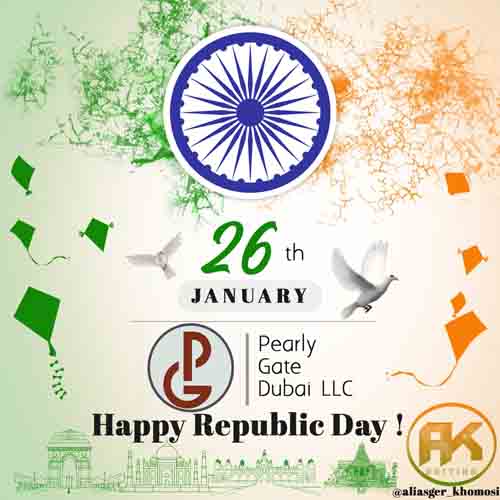 26 th
JANUARY
PG
Pearly
Gate
Dubai LLC
Happy Republic Day !
AK
EDITING
@aliasger_khomosi